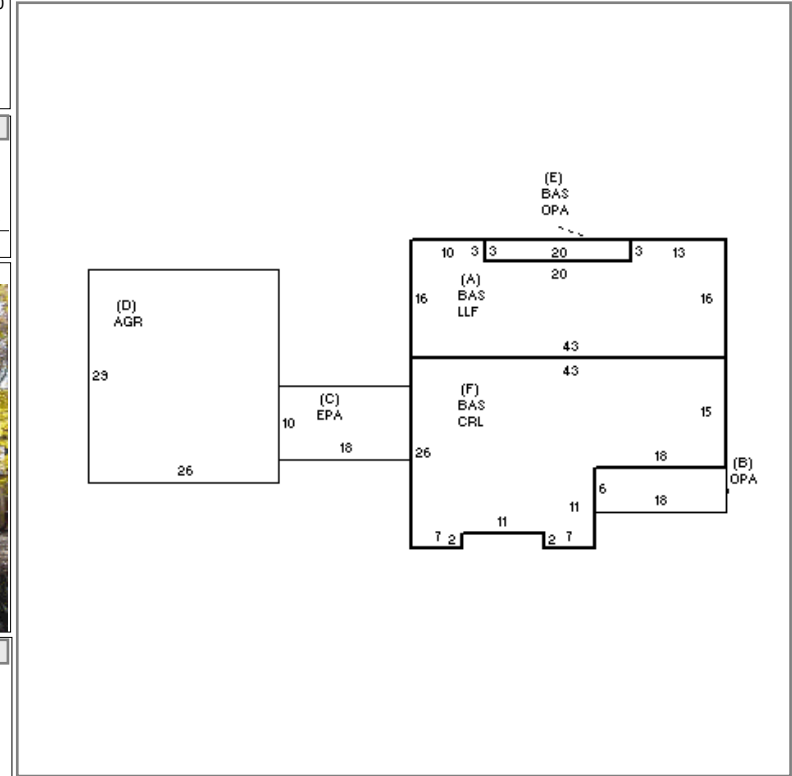 (E)
BAS
OPA
10 3 3 20 3 13
20
(A)
BAS
LLF
16 16
(D)
AGR
43
43
29
(F)
BAS
CRL
(C)
EPA
10
18
15
26
18
(B)
OPA
26
6
18
11
11
7 2 2 7